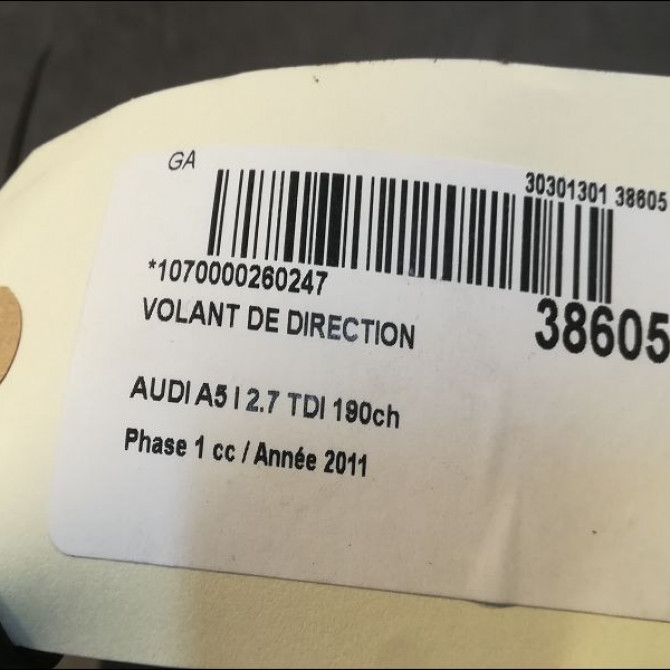 GA
30301301 38605
*1070000260247
38605
VOLANT DE DIRECTION
AUDI A5 I 2.7 TDI 190ch
Phase 1 cc / Année 2011